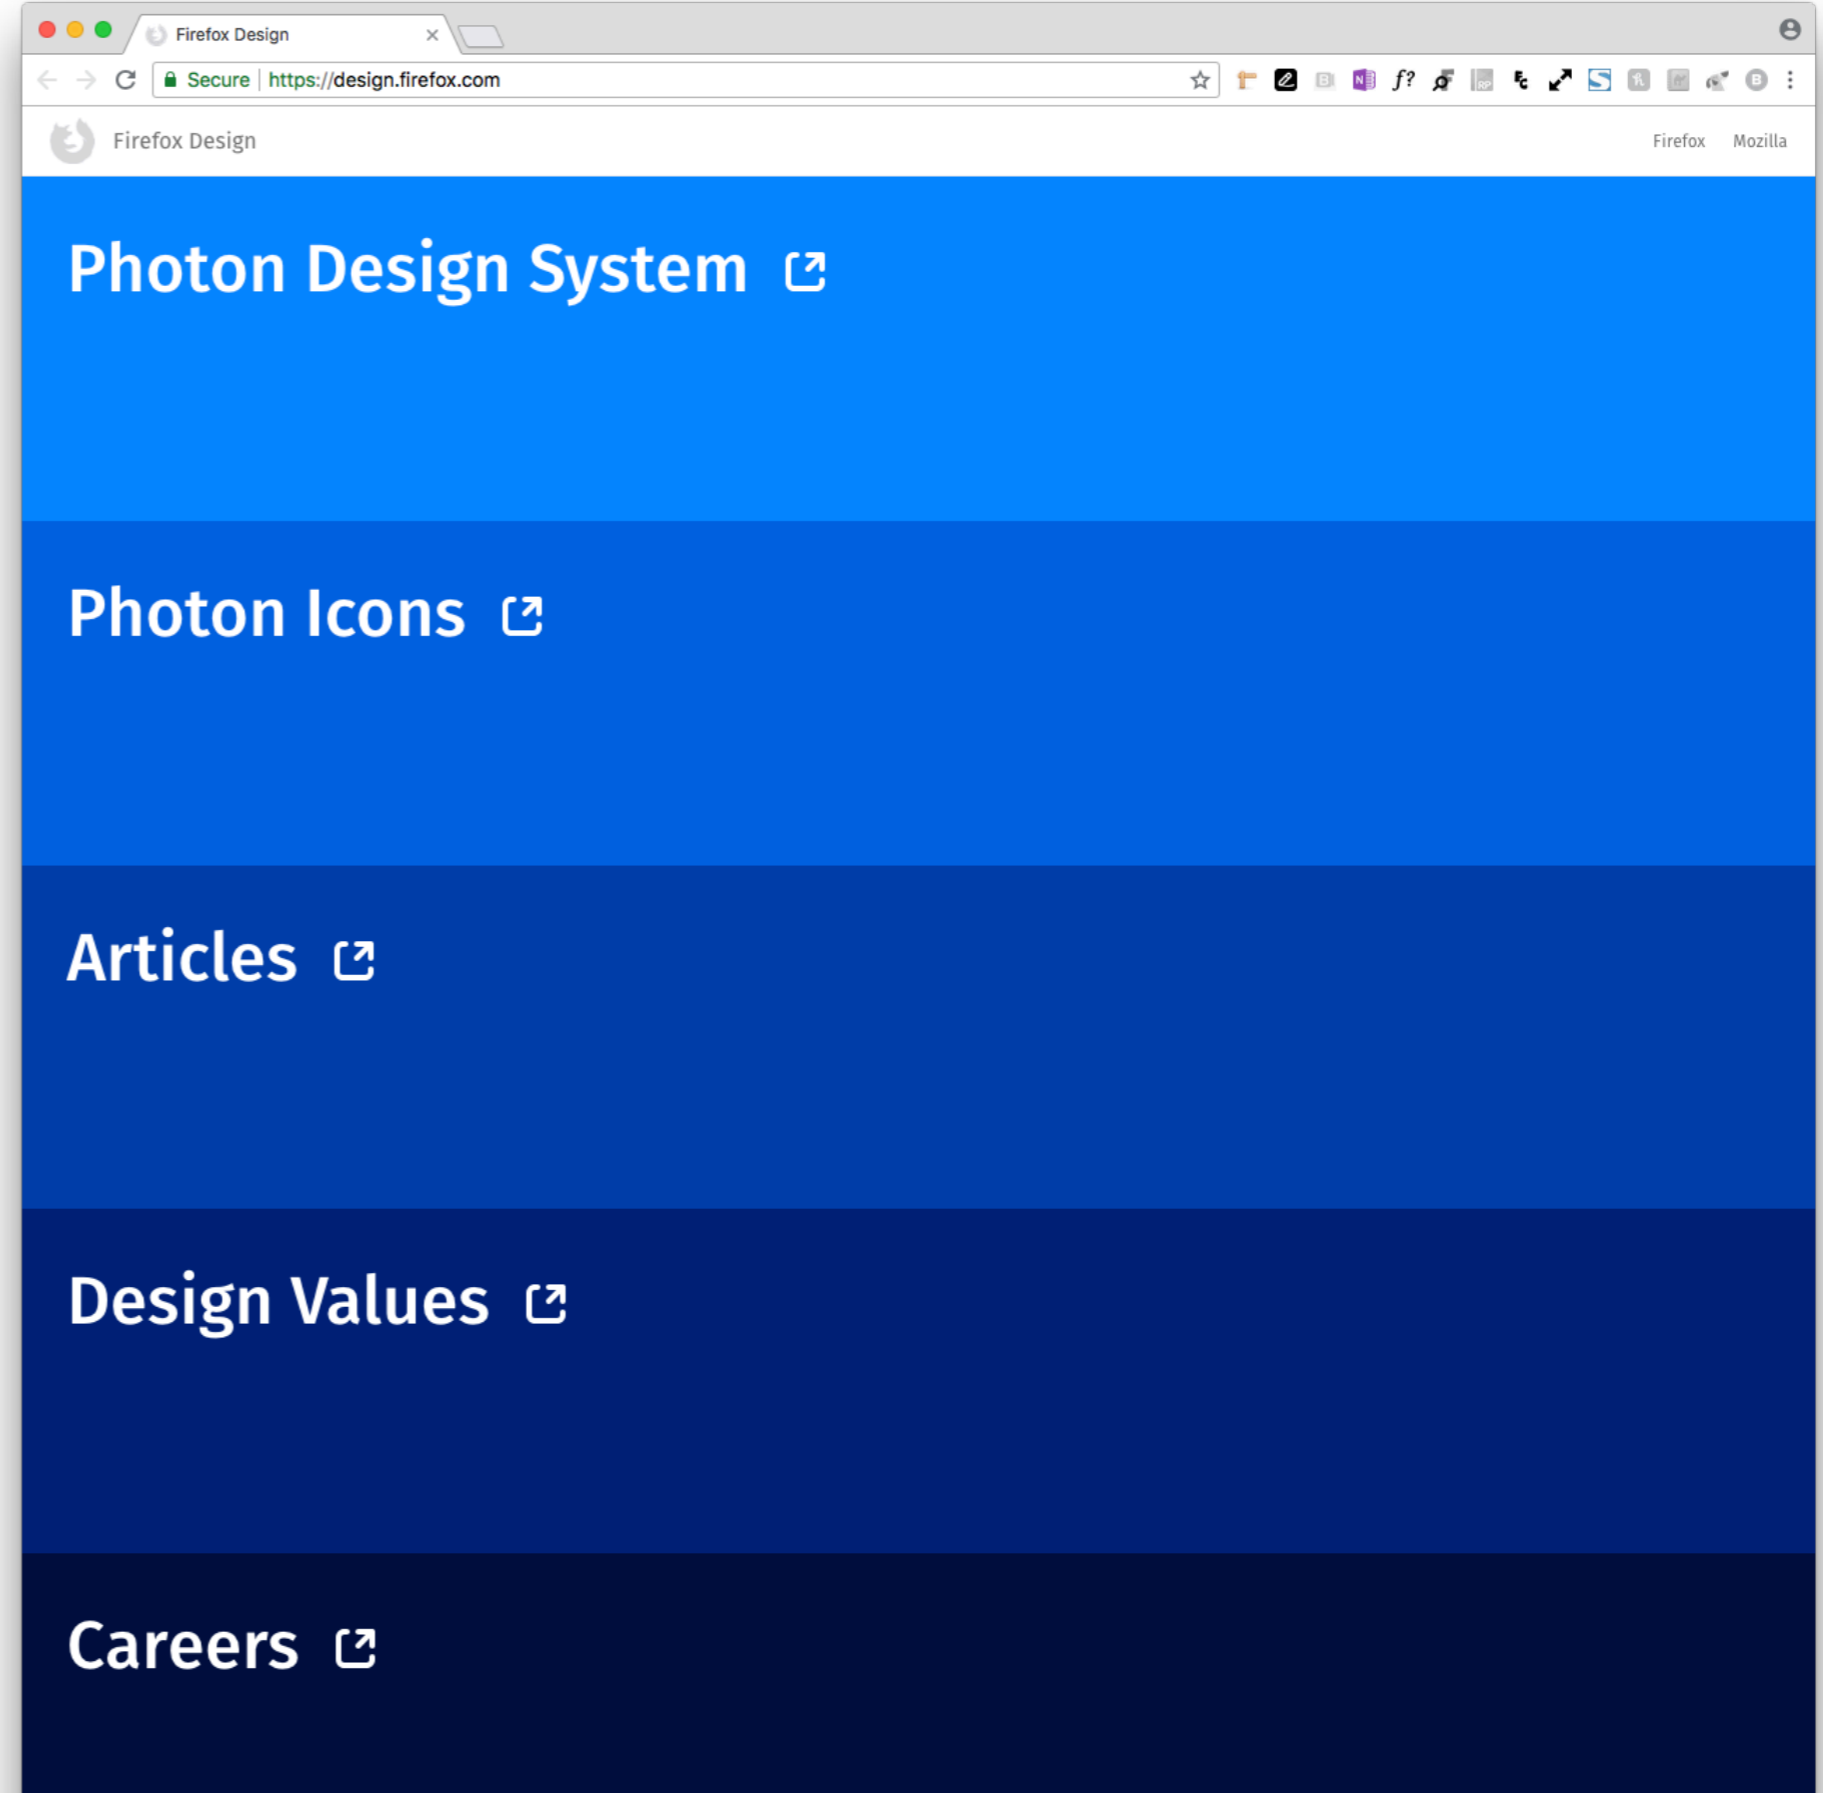 Firefox Design
Secure https://design.firefox.com
Firefox Design
Firefox Mozilla
Photon Design System
Photon Icons
Articles
Design Values
Careers